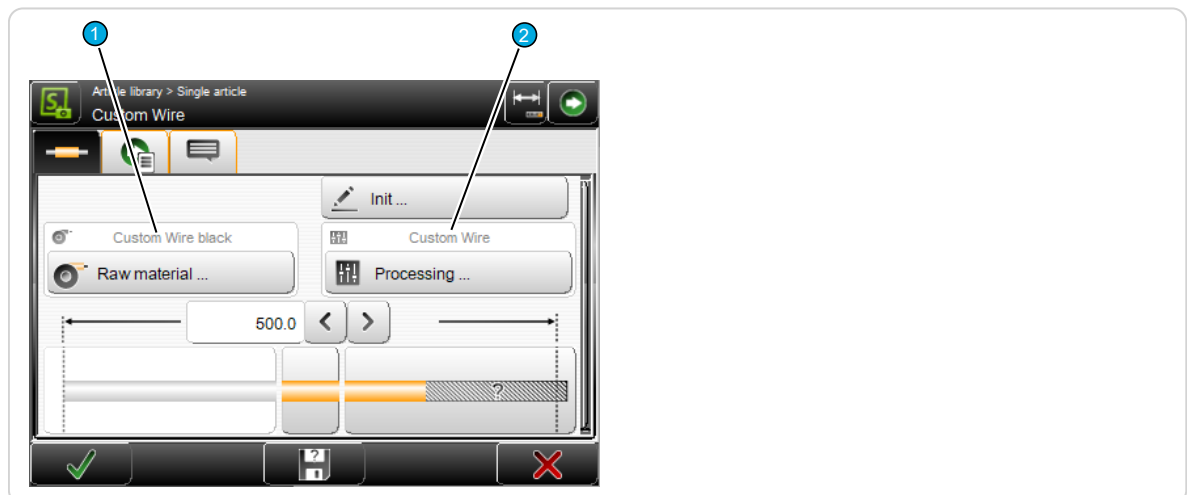 1
2
S.
Article library > Single article
Custom Wire
Init ...
Custom Wire black
Custom Wire
Raw material ...
Processing ...
500.0
?
?